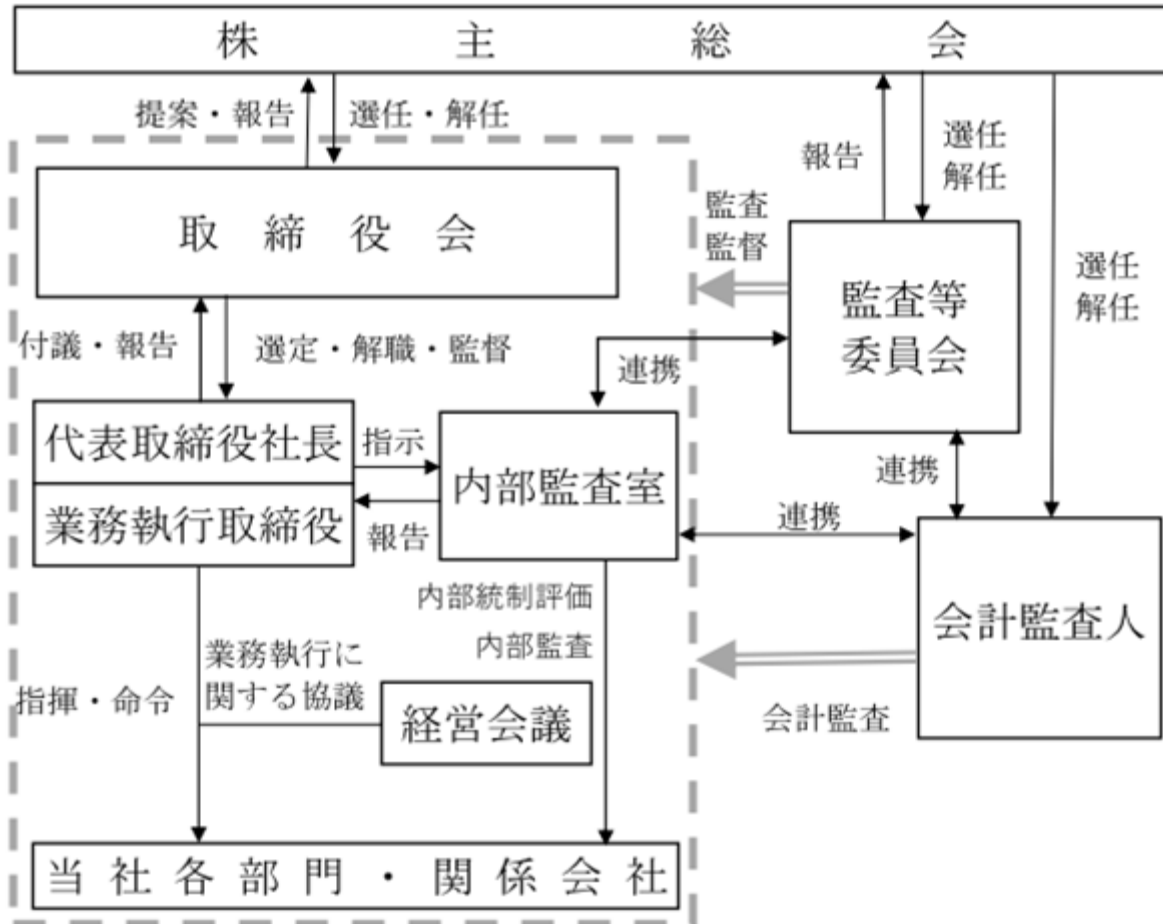 株主総会
提案・報告
選任・解任
報告
選任
解任
選任
解任
取締役会
監査
監督
監査等
委員会
付議・報告
選定・解職・監督
連携
代表取締役社長
指示
内部監査室
業務執行取締役
報告
連携
連携
会計監査人
内部統制評価
内部監査
業務執行に
関する協議
指揮・命令
経営会議
会計監査
当社各部門・関係会社